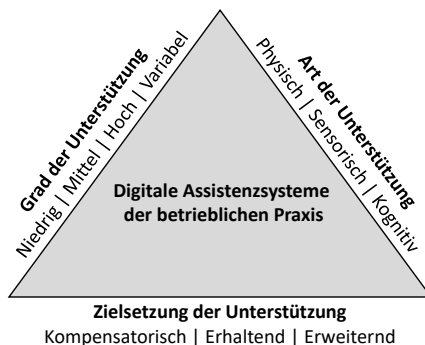 Grad der Unterstützung
Niedrig | Mittel | Hoch | Variabel
Art der Unterstützung
Physisch | Sensorisch | Kognitiv
Digitale Assistenzsysteme
der betrieblichen Praxis
Zielsetzung der Unterstützung
Kompensatorisch | Erhaltend | Erweiternd